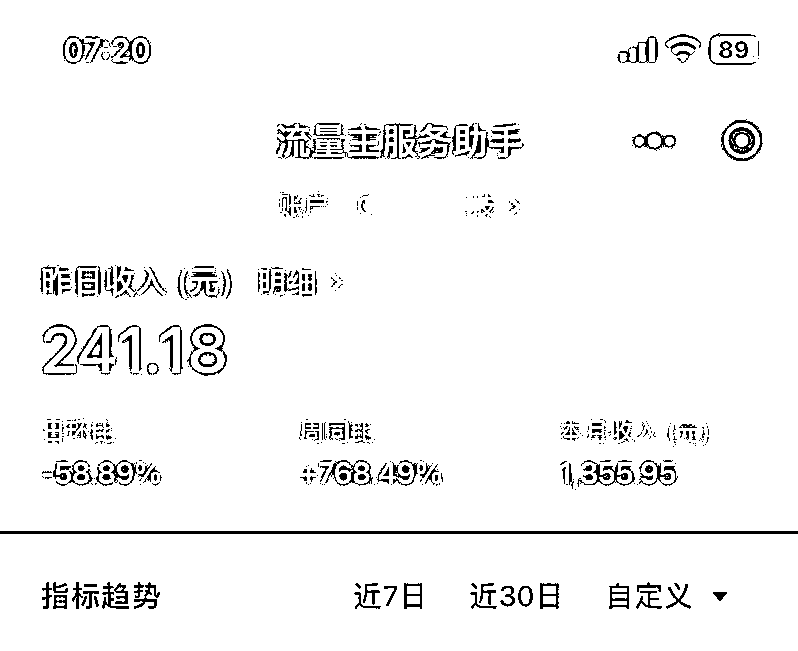 07:20 89
流量主服务助手
账户
昨日收入 (元) 明细 >
241.18
日环比 周同比 本月收入 (元)
-58.89% +768.49% 1,355.95
指标趋势 近7日 近30日 自定义